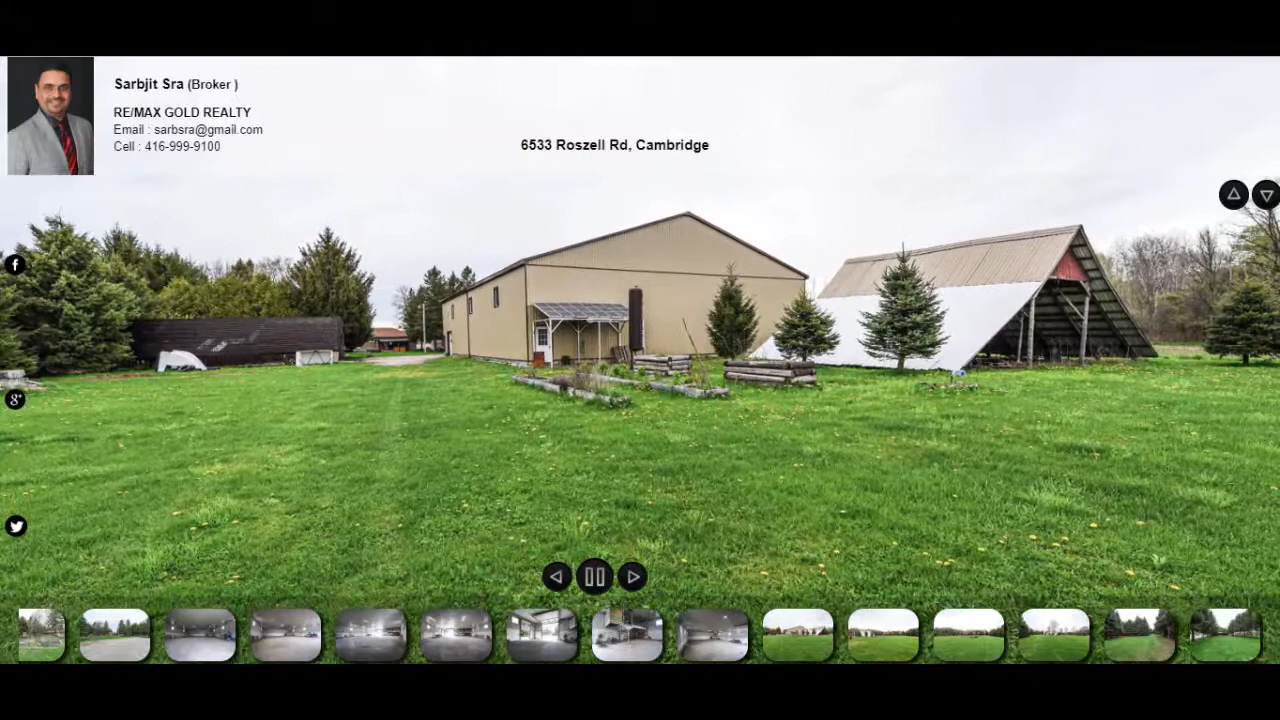 Sarbjit Sra (Broker )
RE/MAX GOLD REALTY
Email : sarbsra@gmail.com
Cell : 416-999-9100
6533 Roszell Rd, Cambridge
f
g+